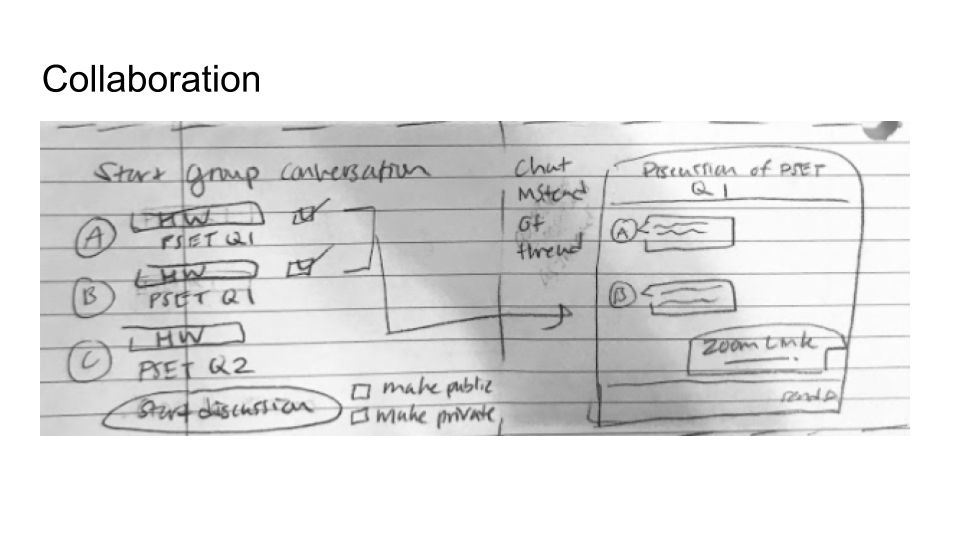 Collaboration
Start group conversation
A
HW
PSET Q1
B
HW
PSET Q1
C
HW
PSET Q2
Start discussion
make public
make private
Chat
Instead
of
thread
Discussion of PSET
Q 1
A
B
Zoom Link
send